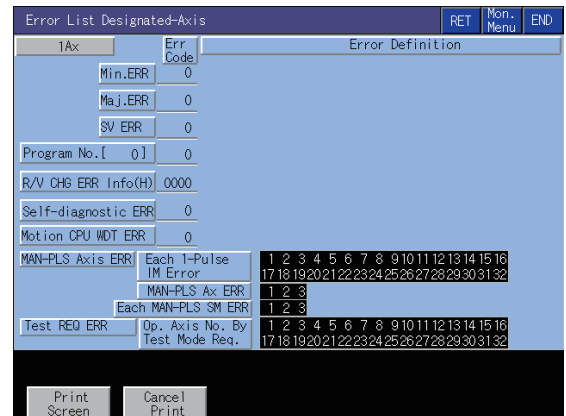 Error List Designated-Axis RET Mon. Menu END
1Ax Err Code Error Definition
Min.ERR 0
Maj.ERR 0
SV ERR 0
Program No.[ 0] 0
R/V CHG ERR Info(H) 0000
Self-diagnostic ERR 0
Motion CPU WDT ERR 0
MAN-PLS Axis ERR Each 1-Pulse 1 2 3 4 5 6 7 8 9 10 11 12 13 14 15 16
IM Error 17 18 19 20 21 22 23 24 25 26 27 28 29 30 31 32
MAN-PLS Ax ERR 1 2 3
Each MAN-PLS SM ERR 1 2 3
Test REQ ERR Op. Axis No. By 1 2 3 4 5 6 7 8 9 10 11 12 13 14 15 16
Test Mode Req. 17 18 19 20 21 22 23 24 25 26 27 28 29 30 31 32
Print Cancel
Screen Print